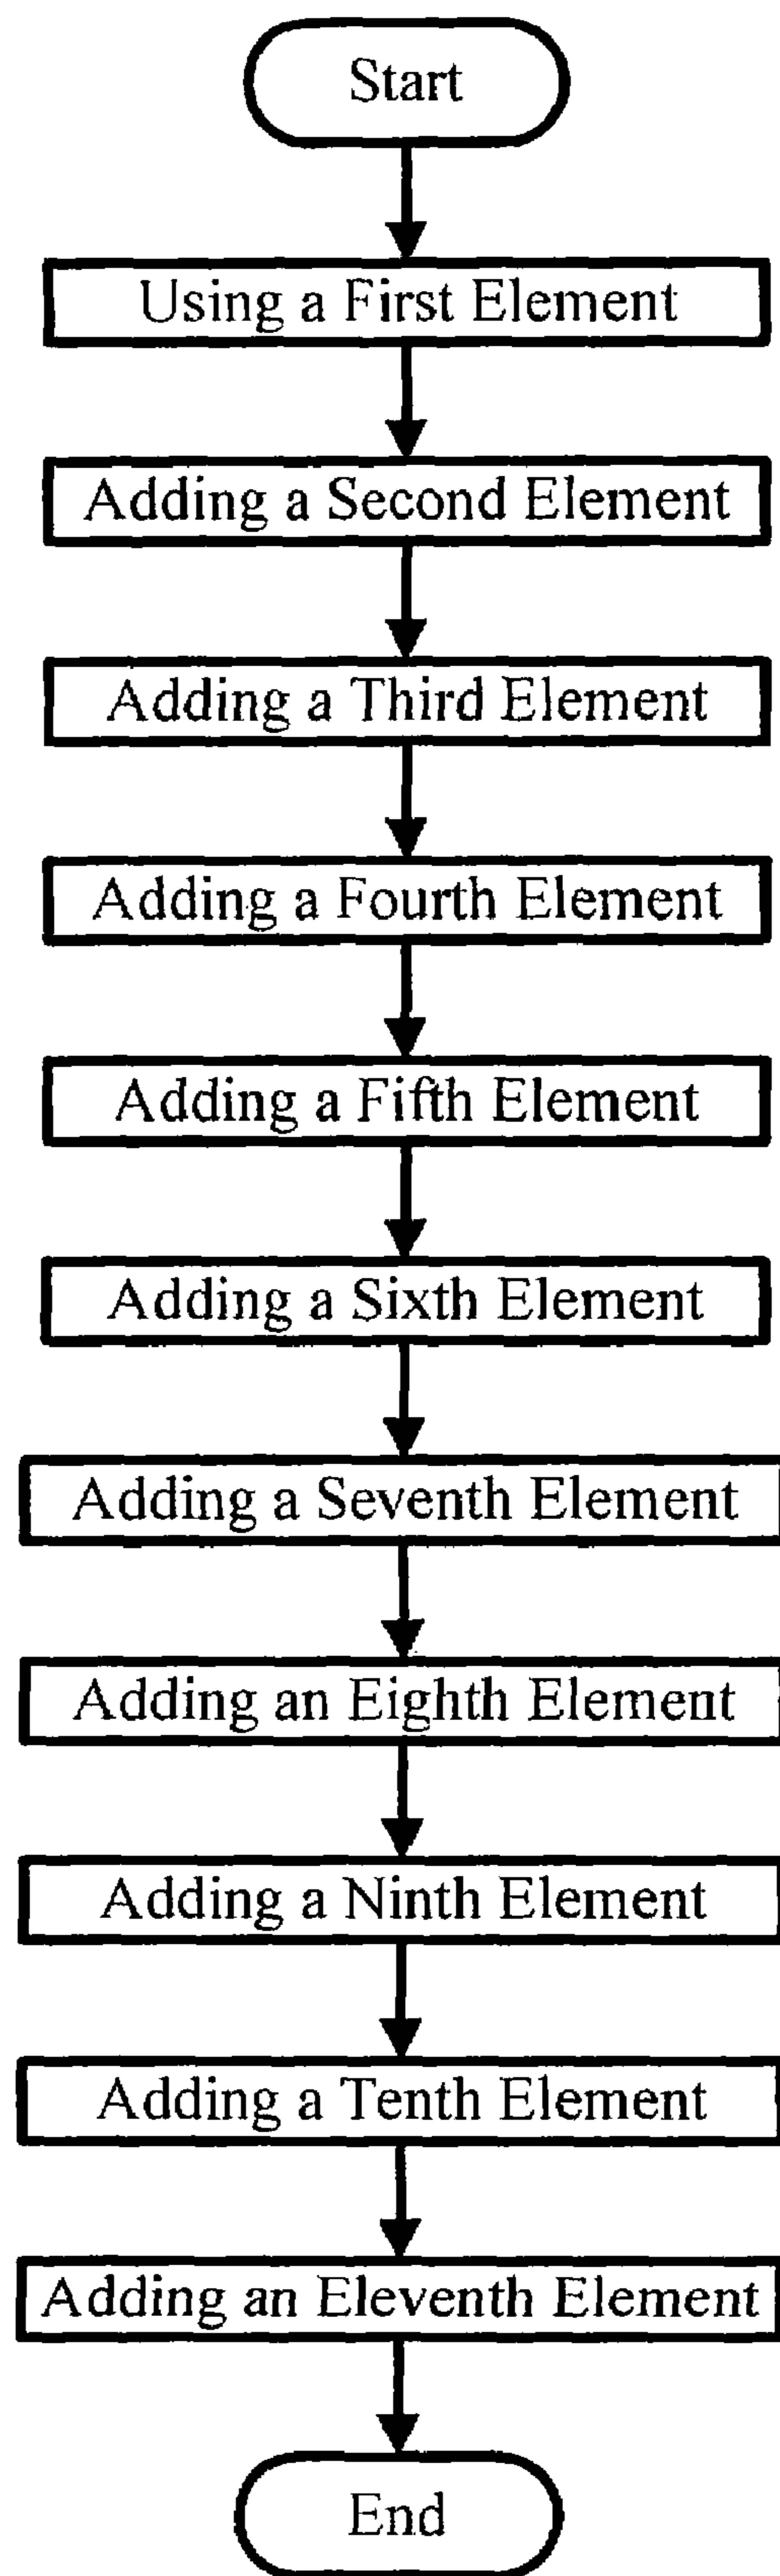 Start
Using a First Element
Adding a Second Element
Adding a Third Element
Adding a Fourth Element
Adding a Fifth Element
Adding a Sixth Element
Adding a Seventh Element
Adding an Eighth Element
Adding a Ninth Element
Adding a Tenth Element
Adding an Eleventh Element
End